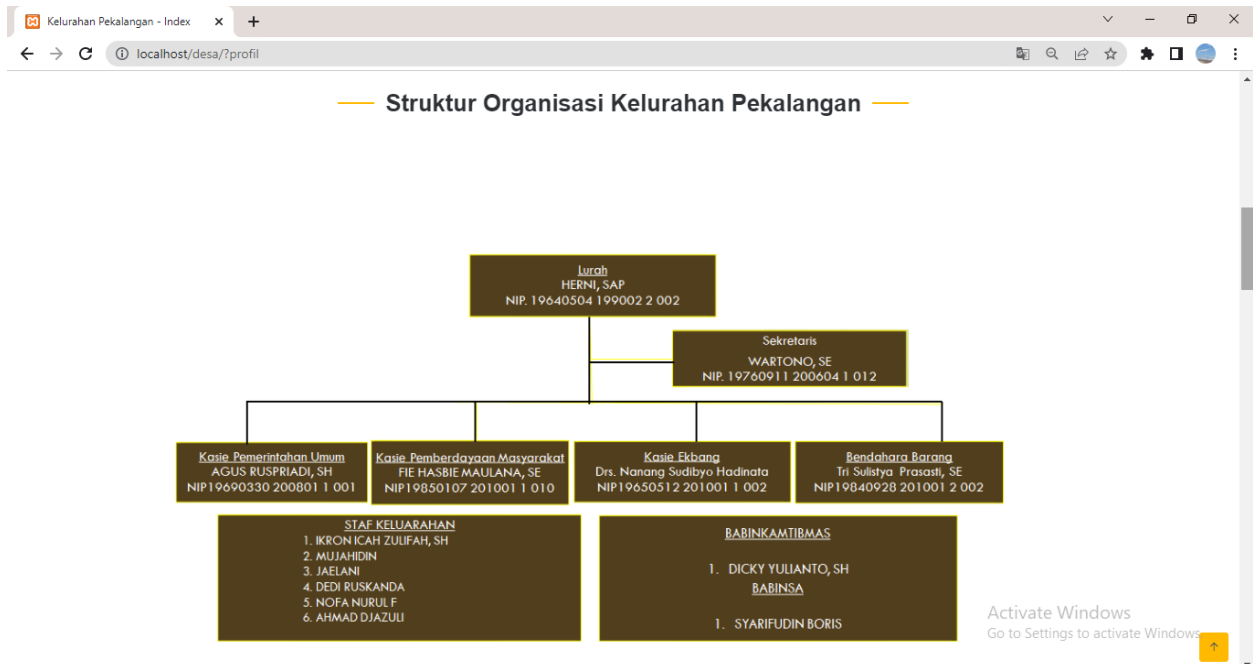 Kelurahan Pekalangan - Index
localhost/desa/?profil
Struktur Organisasi Kelurahan Pekalangan
Lurah
HERNI, SAP
NIP. 19640504 199002 2 002
Sekretaris
WARTONO, SE
NIP. 19760911 200604 1 012
Kasie Pemerintahan Umum
AGUS RUSPRIADI, SH
NIP19690330 200801 1 001
Kasie Pemberdayaan Masyarakat
FIE HASBIE MAULANA, SE
NIP19850107 201001 1 010
Kasie Ekbang
Drs. Nanang Sudibyo Hadinata
NIP19650512 201001 1 002
Bendahara Barang
Tri Sulistya Prasasti, SE
NIP19840928 201001 2 002
STAF KELUARAHAN
1. IKRON ICAH ZULIFAH, SH
2. MUJAHIDIN
3. JAELANI
4. DEDI RUSKANDA
5. NOFA NURUL F
6. AHMAD DJAZULI
BABINKAMTIBMAS
1. DICKY YULIANTO, SH
BABINSA
1. SYARIFUDIN BORIS
Activate Windows
Go to Settings to activate Windows.